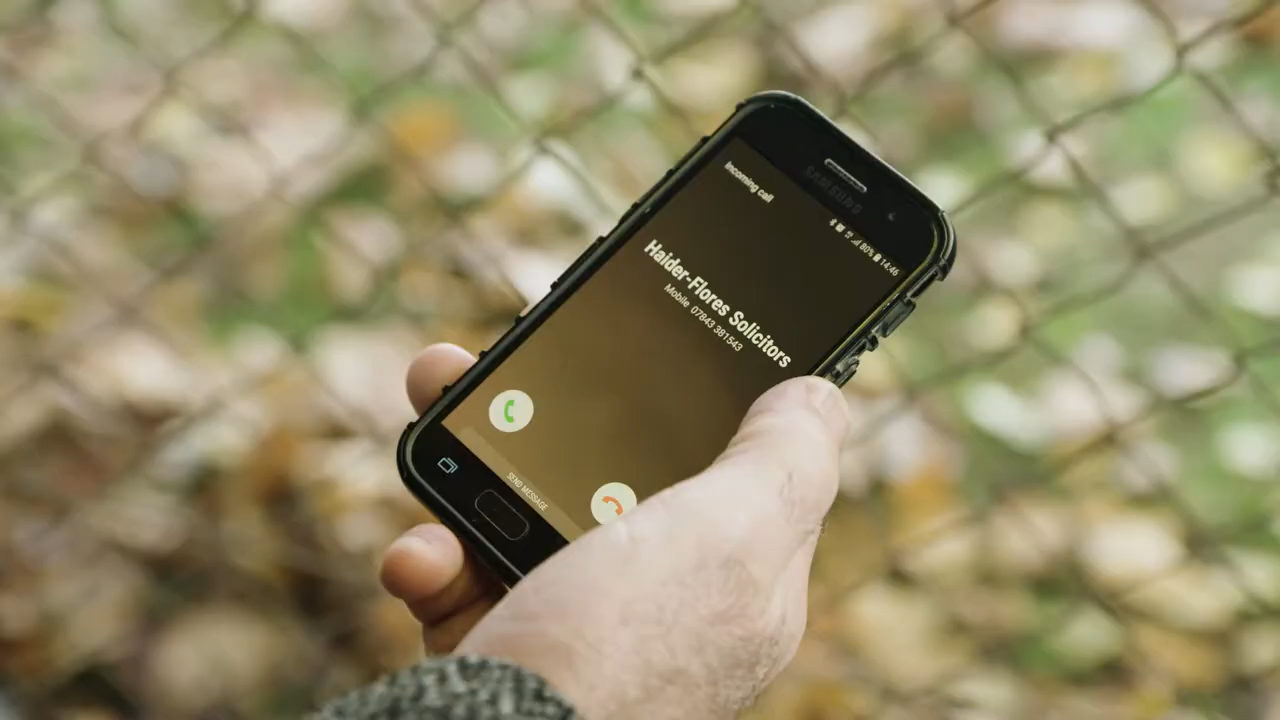 SAMSUNG
80% 14:46
Incoming call
Haider-Flores Solicitors
Mobile 07843 381543
SEND MESSAGE